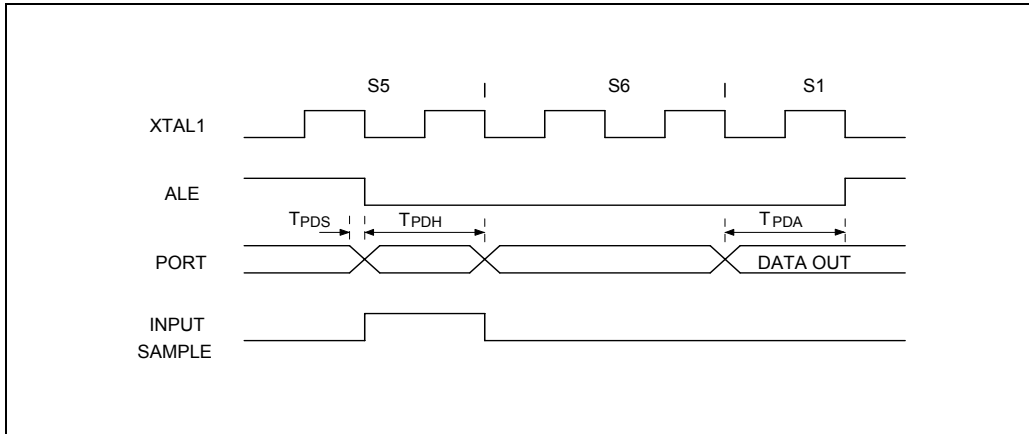 S5 | S6 | S1
XTAL1
ALE
TPDS TPDH TPDA
PORT DATA OUT
INPUT
SAMPLE